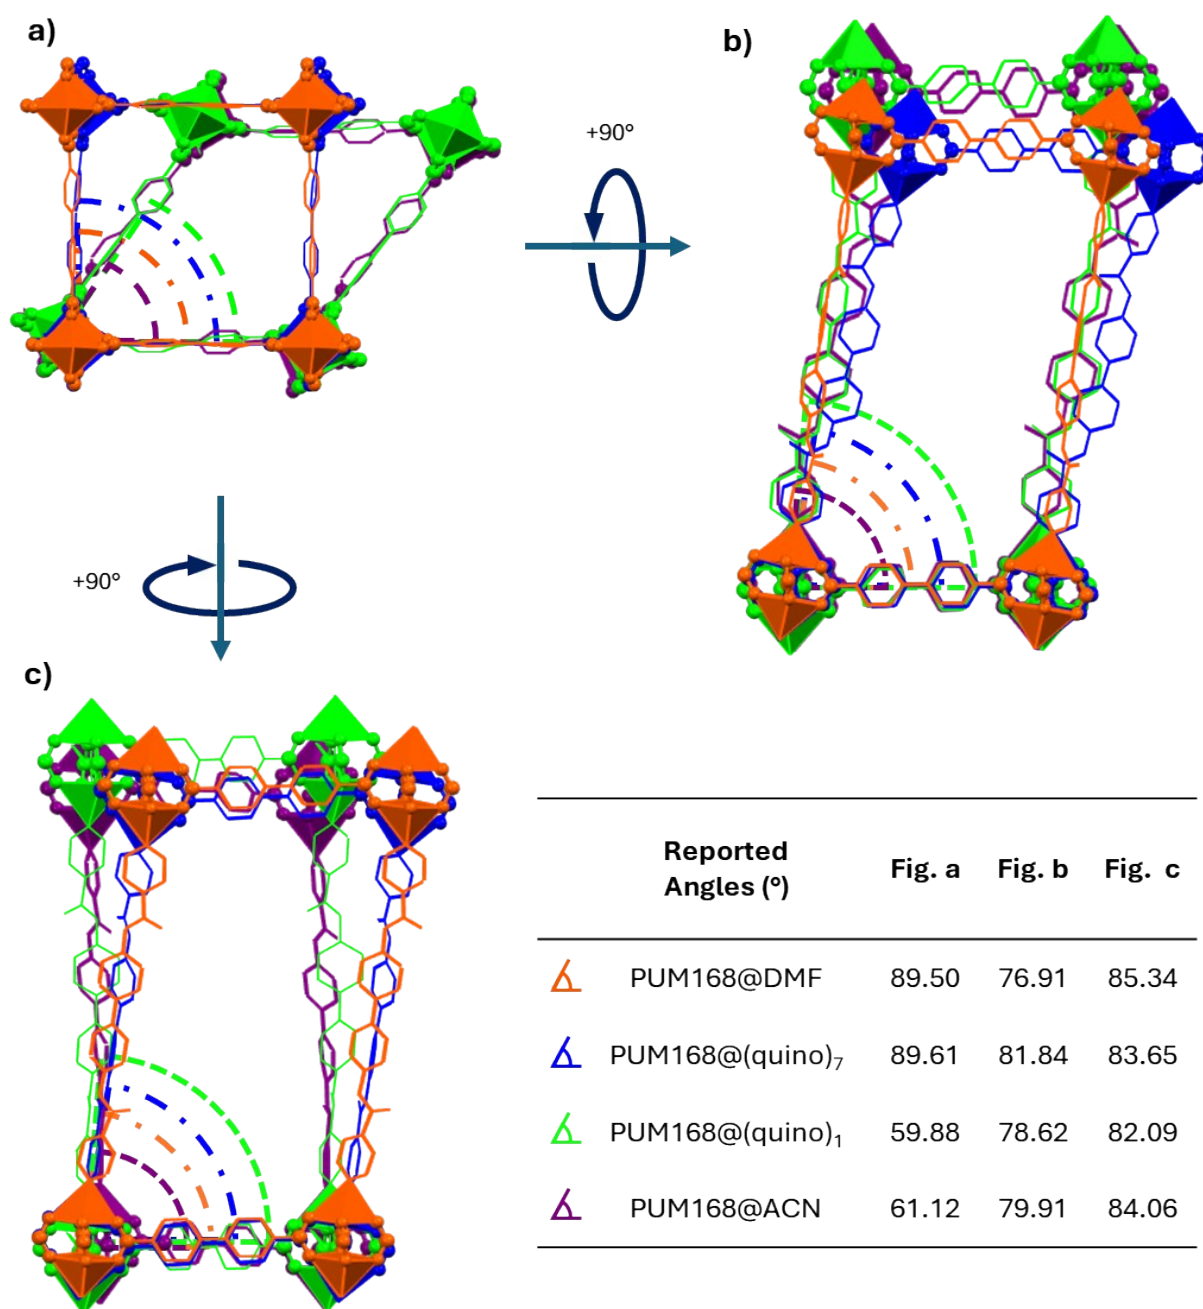 a)
b)
+90°
+90°
c)
Reported Angles (°) Fig. a Fig. b Fig. c
PUM168@DMF 89.50 76.91 85.34
PUM168@(quino)₇ 89.61 81.84 83.65
PUM168@(quino)₁ 59.88 78.62 82.09
PUM168@ACN 61.12 79.91 84.06